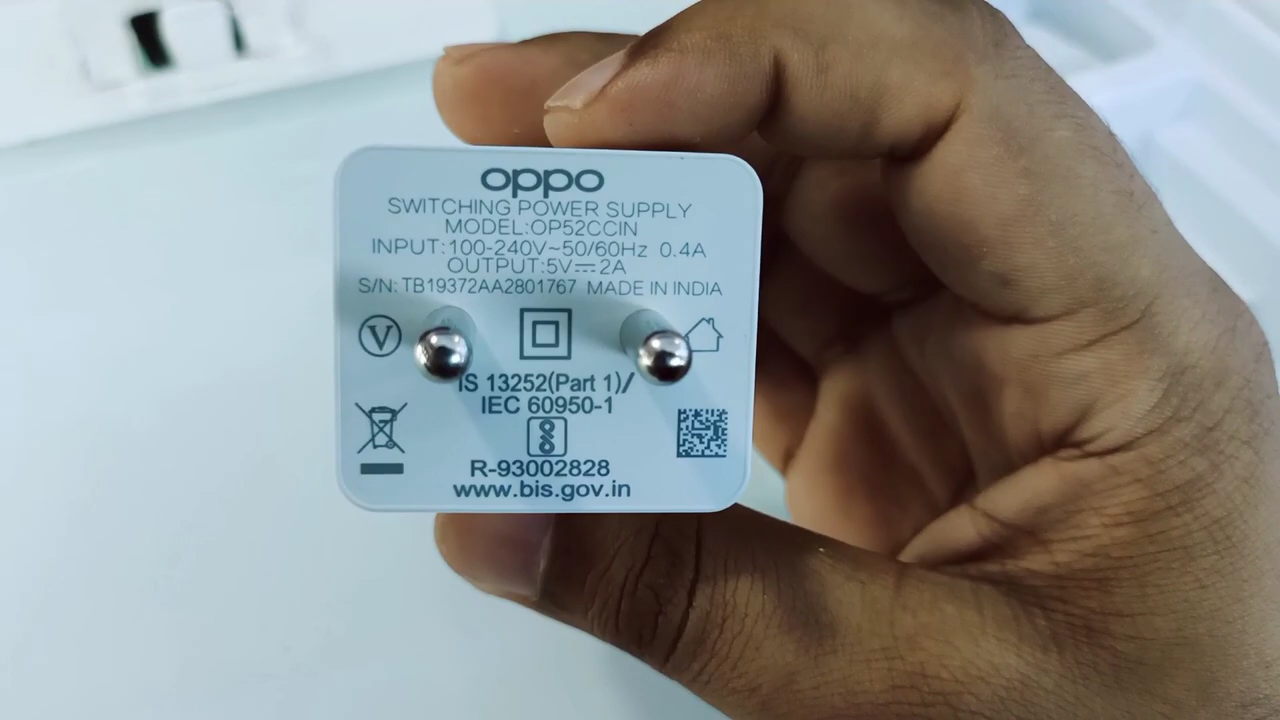 oppo
SWITCHING POWER SUPPLY
MODEL:OP52CCIN
INPUT:100-240V~50/60Hz 0.4A
OUTPUT:5V⎓2A
S/N:TB19372AA2801767 MADE IN INDIA
V
IS 13252(Part 1)/
IEC 60950-1
R-93002828
www.bis.gov.in